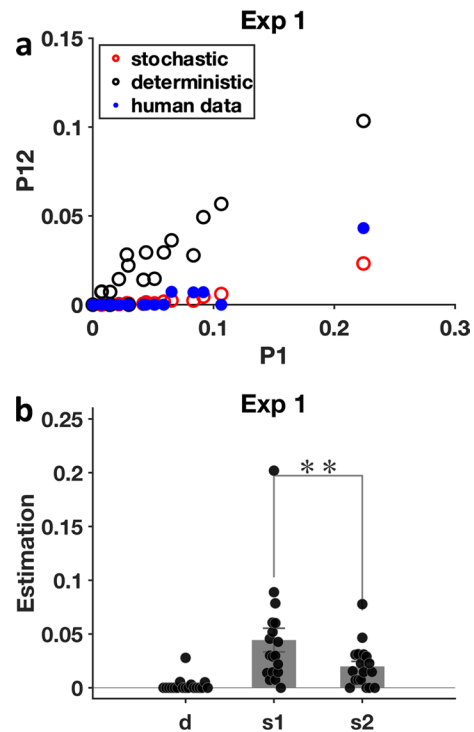 a
Exp 1
0.15
stochastic
deterministic
human data
0.1
P12
0.05
0
0
0.1
0.2
0.3
P1
b
Exp 1
0.25
**
0.2
0.15
Estimation
0.1
0.05
0
d
s1
s2